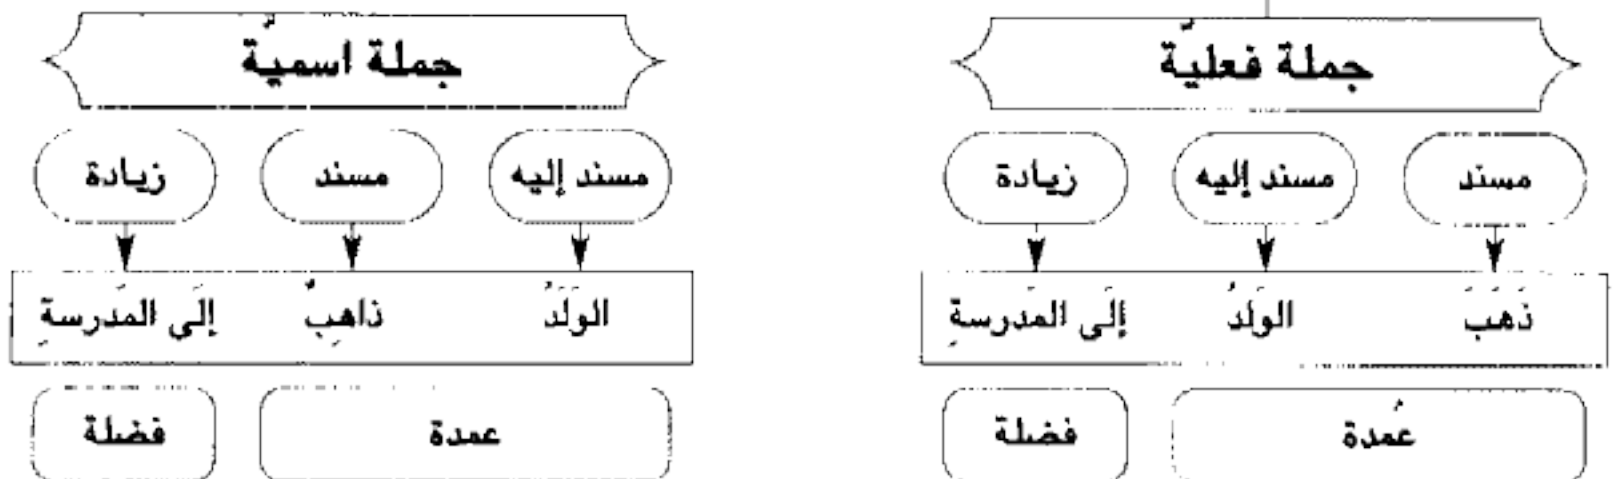 جملة فعليّة
جملة اسميّة
مسند
مسند إليه
زيادة
مسند إليه
مسند
زيادة
ذَهَبَ الوَلَدُ إلَى المَدرسةِ
الوَلَدُ ذاهِبٌ إلَى المَدرسةِ
عُمدة
فضلة
عمدة
فضلة